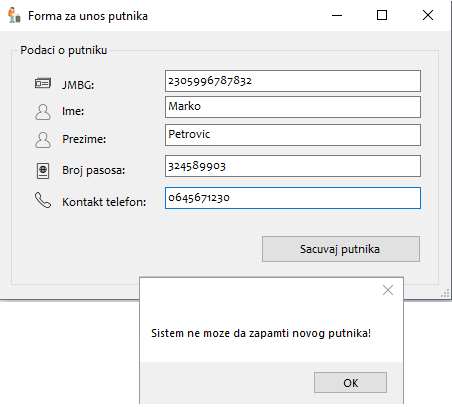 Forma za unos putnika
Podaci o putniku
JMBG: 2305996787832
Ime: Marko
Prezime: Petrovic
Broj pasosa: 324589903
Kontakt telefon: 0645671230
Sacuvaj putnika
Sistem ne moze da zapamti novog putnika!
OK